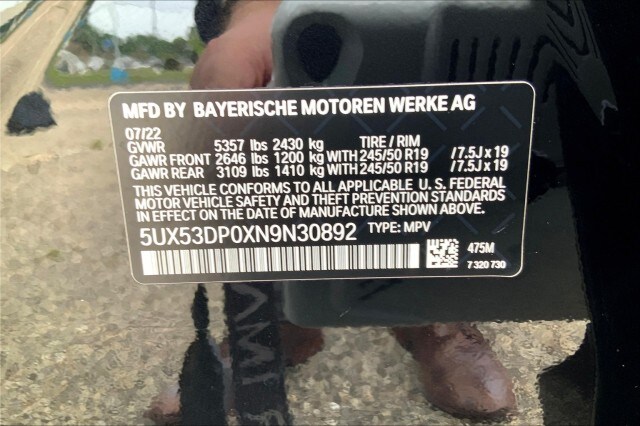 MFD BY BAYERISCHE MOTOREN WERKE AG
07/22
GVWR 5357 lbs 2430 kg TIRE / RIM
GAWR FRONT 2646 lbs 1200 kg WITH 245/50 R19 / 7.5J x 19
GAWR REAR 3109 lbs 1410 kg WITH 245/50 R19 / 7.5J x 19
THIS VEHICLE CONFORMS TO ALL APPLICABLE U. S. FEDERAL
MOTOR VEHICLE SAFETY AND THEFT PREVENTION STANDARDS
IN EFFECT ON THE DATE OF MANUFACTURE SHOWN ABOVE.
5UX53DP0XN9N30892 TYPE: MPV
475M
7 320 730